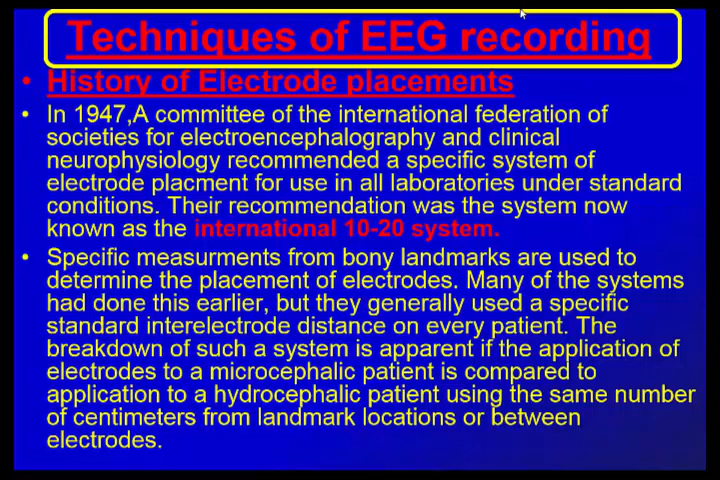 Techniques of EEG recording
• History of Electrode placements
• In 1947,A committee of the international federation of
societies for electroencephalography and clinical
neurophysiology recommended a specific system of
electrode placment for use in all laboratories under standard
conditions. Their recommendation was the system now
known as the international 10-20 system.
• Specific measurments from bony landmarks are used to
determine the placement of electrodes. Many of the systems
had done this earlier, but they generally used a specific
standard interelectrode distance on every patient. The
breakdown of such a system is apparent if the application of
electrodes to a microcephalic patient is compared to
application to a hydrocephalic patient using the same number
of centimeters from landmark locations or between
electrodes.